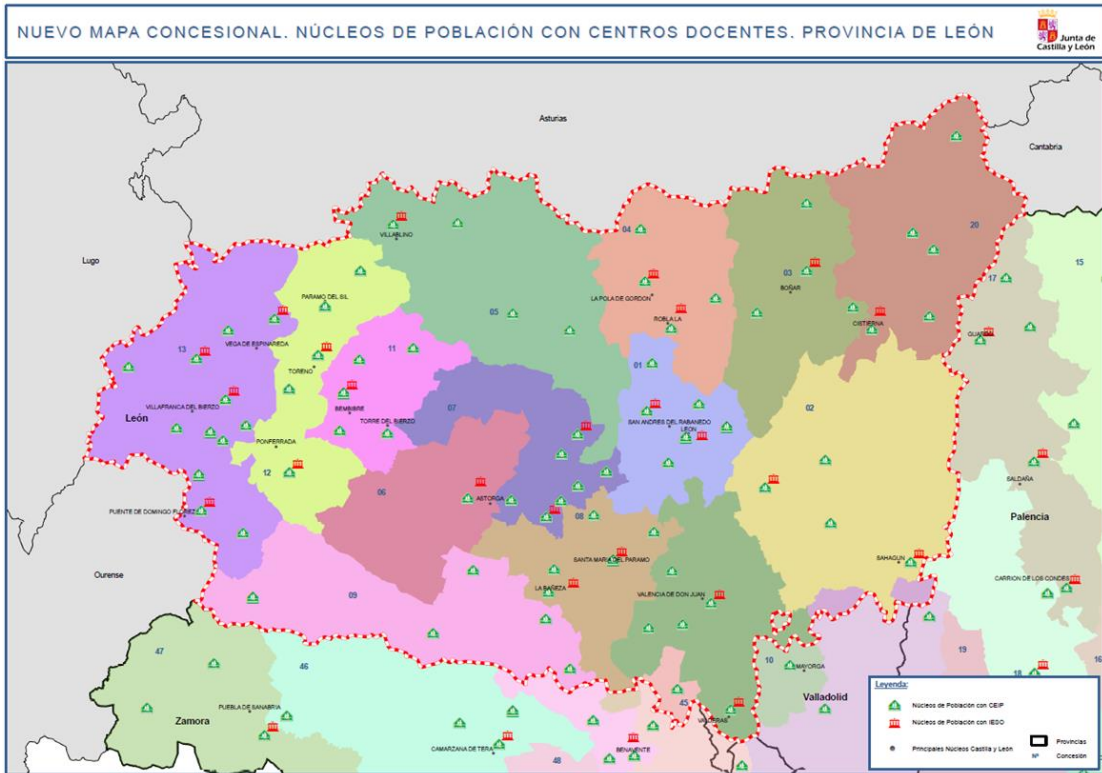 NUEVO MAPA CONCESIONAL. NÚCLEOS DE POBLACIÓN CON CENTROS DOCENTES. PROVINCIA DE LEÓN
Junta de
Castilla y León
Asturias
Cantabria
Lugo
VILLABLINO
04
20
03
17
15
PARAMO DEL SIL
LA POLA DE GORDON
BOÑAR
05
ROBLA LA
CISTIERNA
GUARDO
13
VEGA DE ESPINAREDA
11
TORENO
01
VILLAFRANCA DEL BIERZO
León
BEMBIBRE
07
02
TORRE DEL BIERZO
SAN ANDRES DEL RABANEDO
LEON
PONFERRADA
12
06
ASTORGA
SALDAÑA
PUENTE DE DOMINGO FLOREZ
08
Palencia
Ourense
SANTA MARIA DEL PARAMO
SAHAGUN
LA BAÑEZA
CARRION DE LOS CONDES
09
VALENCIA DE DON JUAN
47
46
10
MAYORGA
19
16
18
PUEBLA DE SANABRIA
Zamora
45
VALDERAS
Valladolid
CAMARZANA DE TERA
BENAVENTE
48
Leyenda:
Núcleos de Población con CEIP
Núcleos de Población con IESO
Principales Núcleos Castilla y León
Provincias
Nº Concesión